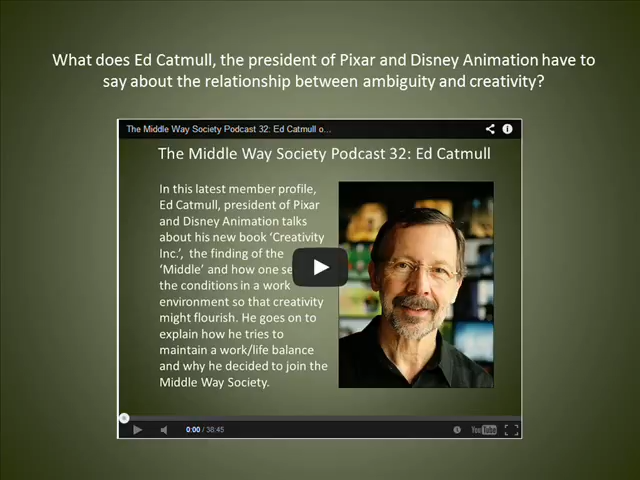 What does Ed Catmull, the president of Pixar and Disney Animation have to
say about the relationship between ambiguity and creativity?
The Middle Way Society Podcast 32: Ed Catmull o...
The Middle Way Society Podcast 32: Ed Catmull
In this latest member profile,
Ed Catmull, president of Pixar
and Disney Animation talks
about his new book ‘Creativity
Inc.’, the finding of the
‘Middle’ and how one
the conditions in a work
environment so that creativity
might flourish. He goes on to
explain how he tries to
maintain a work/life balance
and why he decided to join the
Middle Way Society.
0:00 / 38:45
YouTube